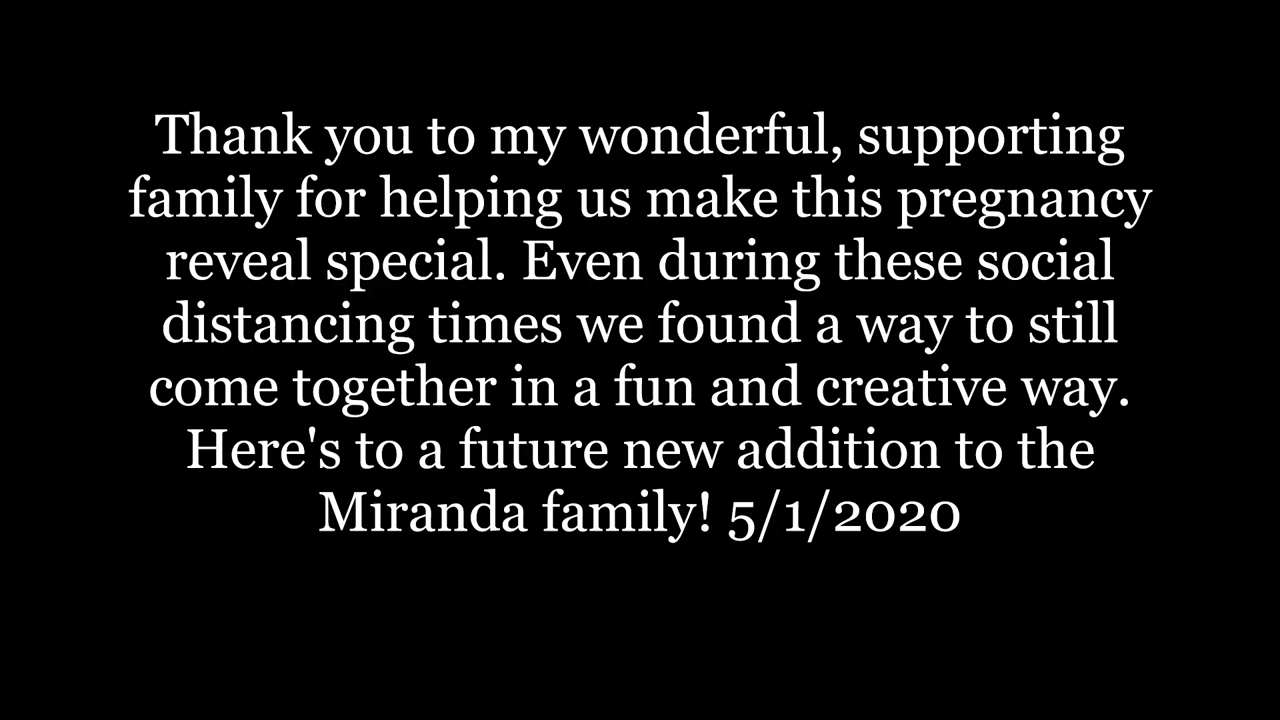 Thank you to my wonderful, supporting
family for helping us make this pregnancy
reveal special. Even during these social
distancing times we found a way to still
come together in a fun and creative way.
Here's to a future new addition to the
Miranda family! 5/1/2020